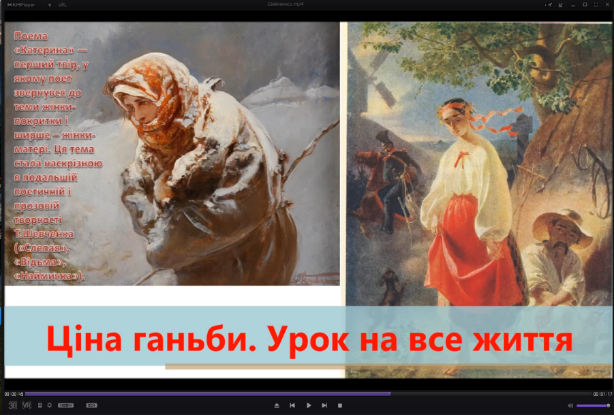 Поема
«Катерина» —
перший твір, у
якому поет
звернувся до
теми жінки-
покритки і
ширше – жінки-
матері. Ця тема
стала наскрізною
в подальшій
поетичній і
прозовій
творчості
Т.Шевченка
(«Слепая»,
«Відьма»,
«Наймичка»).
Ціна ганьби. Урок на все життя